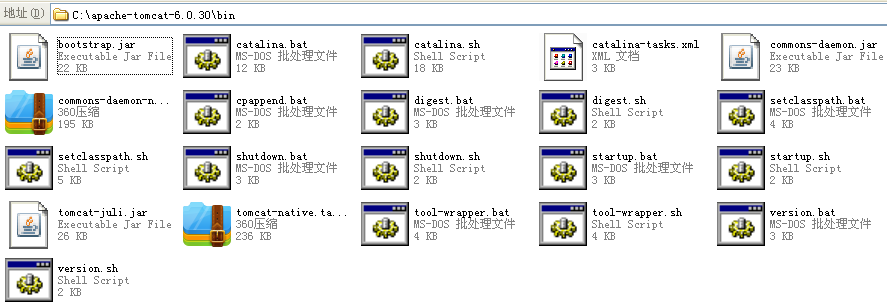 地址(D) C:\apache-tomcat-6.0.30\bin
bootstrap.jar
Executable Jar File
22 KB
catalina.bat
MS-DOS 批处理文件
12 KB
catalina.sh
Shell Script
18 KB
catalina-tasks.xml
XML 文档
3 KB
commons-daemon.jar
Executable Jar File
23 KB
commons-daemon-n...
360压缩
195 KB
cpappend.bat
MS-DOS 批处理文件
2 KB
digest.bat
MS-DOS 批处理文件
3 KB
digest.sh
Shell Script
2 KB
setclasspath.bat
MS-DOS 批处理文件
4 KB
setclasspath.sh
Shell Script
5 KB
shutdown.bat
MS-DOS 批处理文件
3 KB
shutdown.sh
Shell Script
2 KB
startup.bat
MS-DOS 批处理文件
3 KB
startup.sh
Shell Script
2 KB
tomcat-juli.jar
Executable Jar File
26 KB
tomcat-native.ta...
360压缩
236 KB
tool-wrapper.bat
MS-DOS 批处理文件
4 KB
tool-wrapper.sh
Shell Script
4 KB
version.bat
MS-DOS 批处理文件
3 KB
version.sh
Shell Script
2 KB